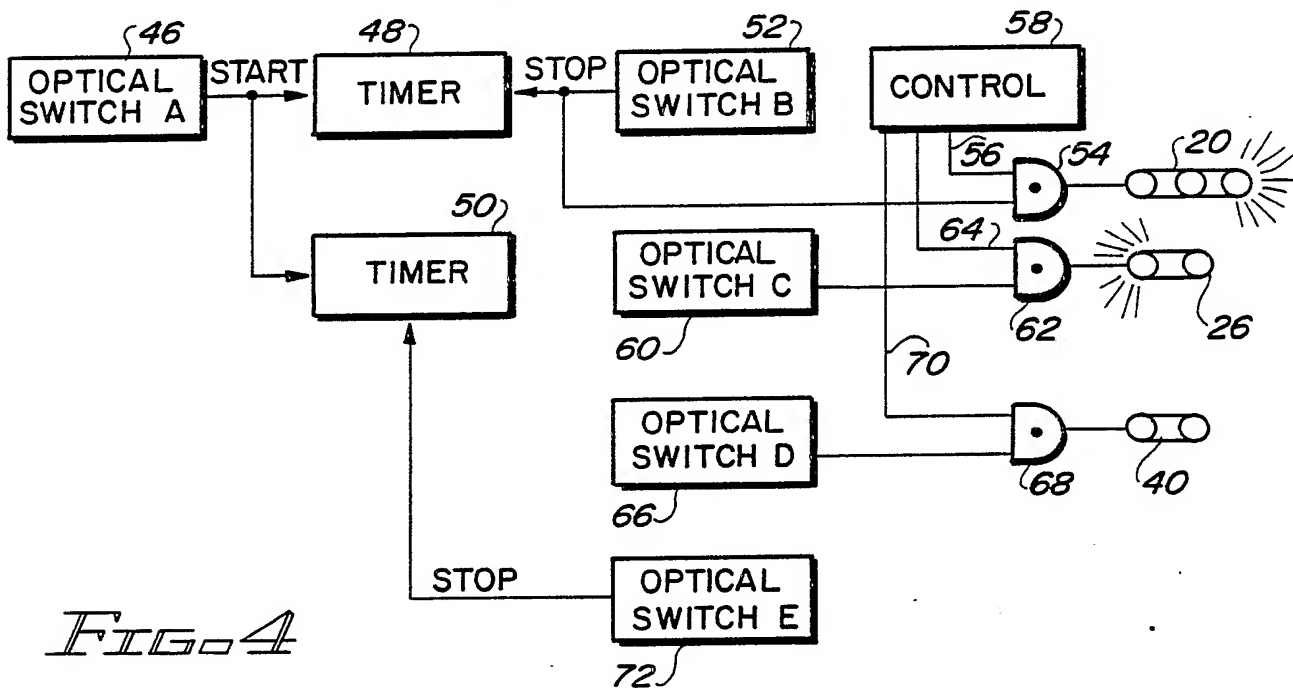 46
48
52
58
OPTICAL
SWITCH A
START
TIMER
STOP
OPTICAL
SWITCH B
CONTROL
56
54
20
50
TIMER
OPTICAL
SWITCH C
64
60
62
26
70
OPTICAL
SWITCH D
66
68
40
STOP
OPTICAL
SWITCH E
72
FIG. 4